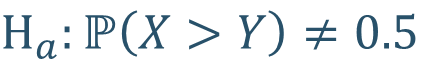 Hₐ: ℙ(X > Y) ≠ 0.5